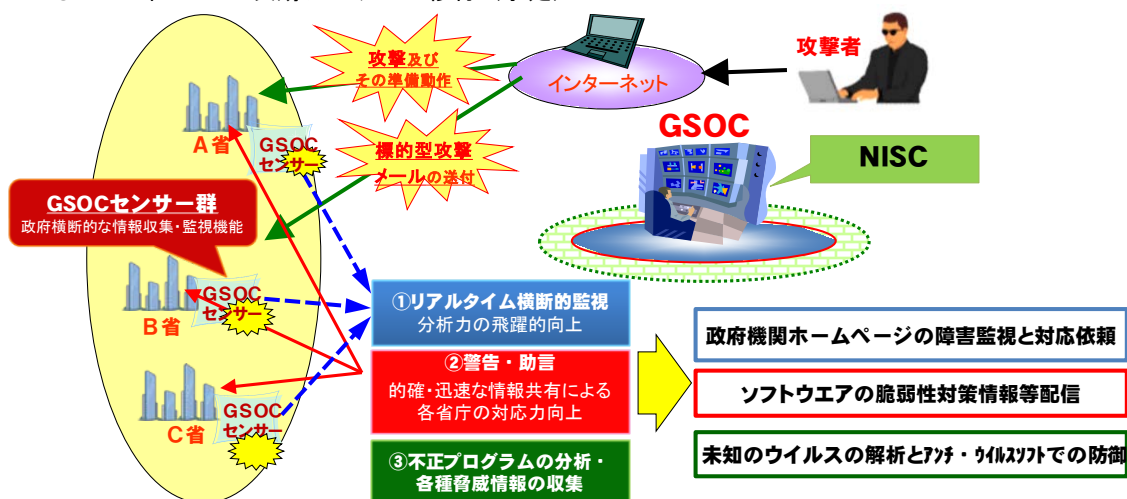 攻撃者
攻撃及び
その準備動作
インターネット
GSOC
NISC
A省
GSOC
センサー
標的型攻撃
メールの送付
GSOCセンサー群
政府横断的な情報収集・監視機能
B省
GSOC
センサー
C省
GSOC
センサー
①リアルタイム横断的監視
分析力の飛躍的向上
②警告・助言
的確・迅速な情報共有による
各省庁の対応力向上
③不正プログラムの分析・
各種脅威情報の収集
政府機関ホームページの障害監視と対応依頼
ソフトウエアの脆弱性対策情報等配信
未知のウイルスの解析とｱﾝﾁ・ｳｲﾙｽｿﾌﾄでの防御